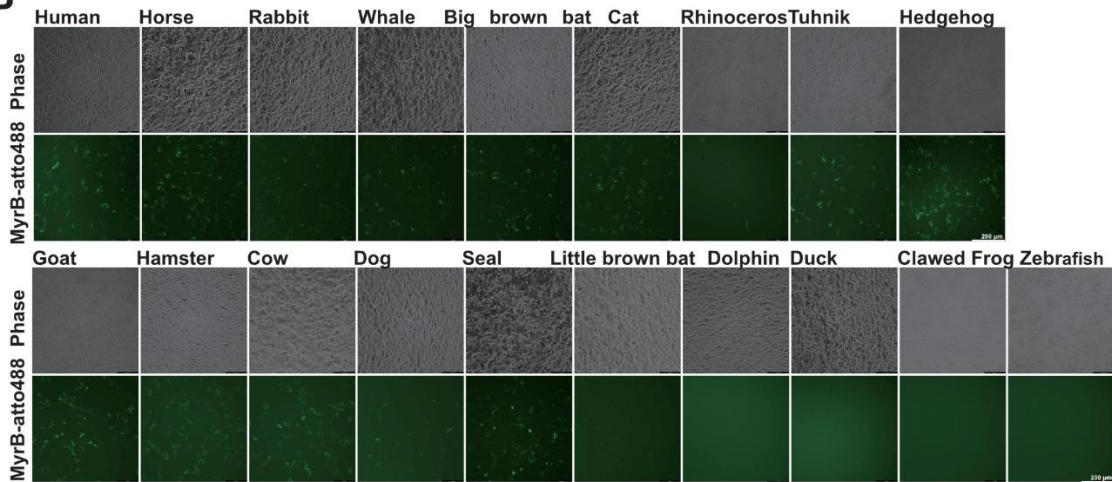 Human Horse Rabbit Whale Big brown bat Cat Rhinoceros Tuhnik Hedgehog
Phase
MyrB-atto488
200 µm
Goat Hamster Cow Dog Seal Little brown bat Dolphin Duck Clawed Frog Zebrafish
Phase
MyrB-atto488
200 µm